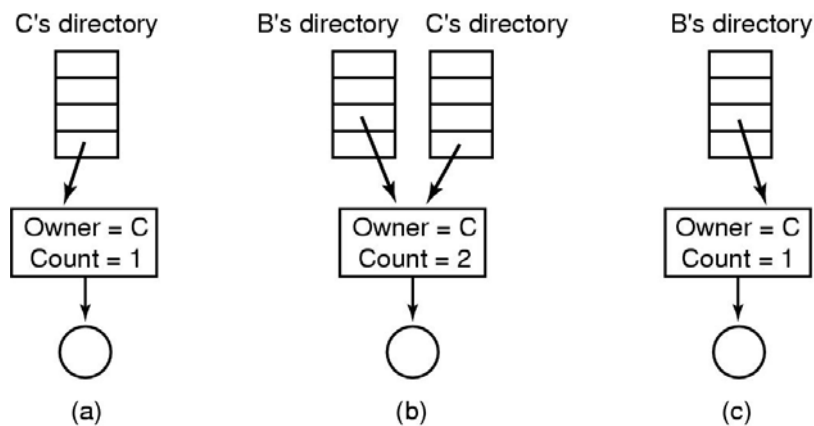 C's directory
B's directory C's directory
B's directory
Owner = C
Count = 1
Owner = C
Count = 2
Owner = C
Count = 1
(a)
(b)
(c)